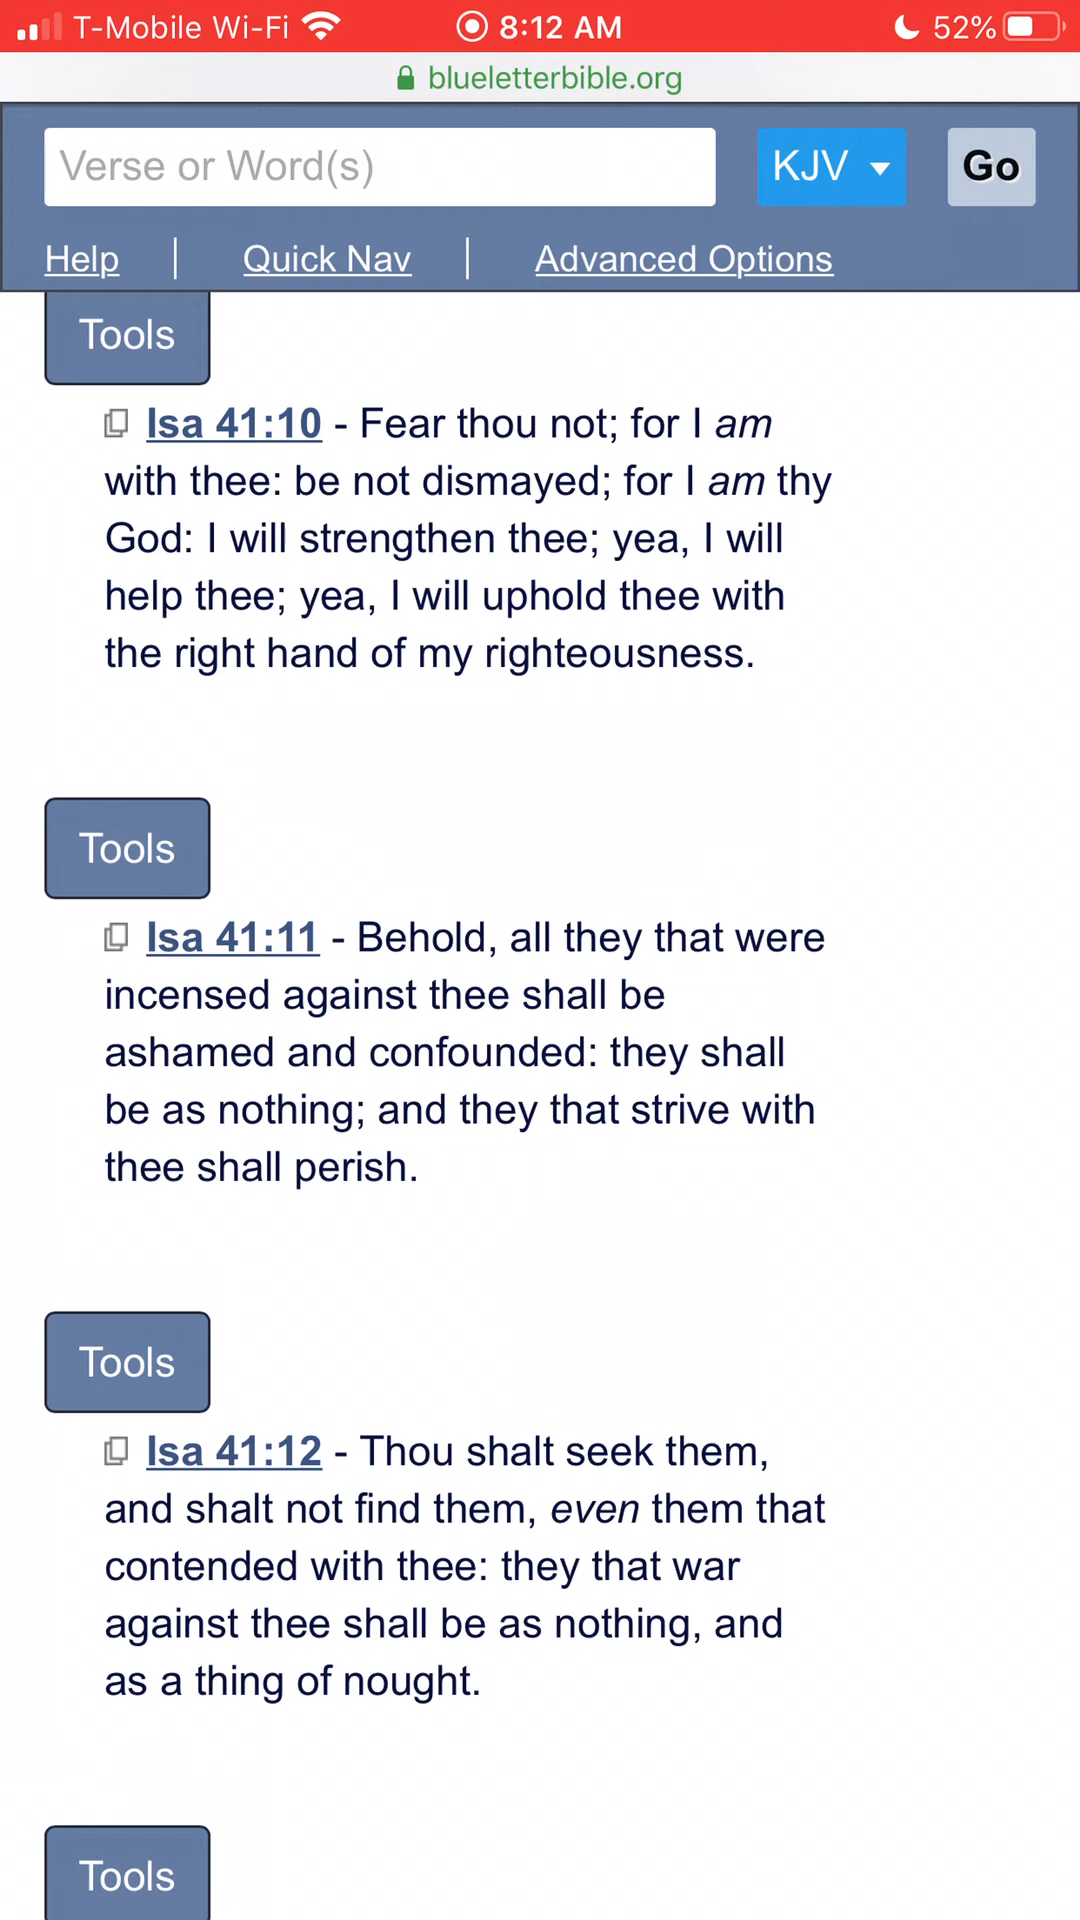 T-Mobile Wi-Fi 8:12 AM 52%
blueletterbible.org
Verse or Word(s) KJV Go
Help | Quick Nav | Advanced Options
Tools
Isa 41:10 - Fear thou not; for I am
with thee: be not dismayed; for I am thy
God: I will strengthen thee; yea, I will
help thee; yea, I will uphold thee with
the right hand of my righteousness.
Tools
Isa 41:11 - Behold, all they that were
incensed against thee shall be
ashamed and confounded: they shall
be as nothing; and they that strive with
thee shall perish.
Tools
Isa 41:12 - Thou shalt seek them,
and shalt not find them, even them that
contended with thee: they that war
against thee shall be as nothing, and
as a thing of nought.
Tools